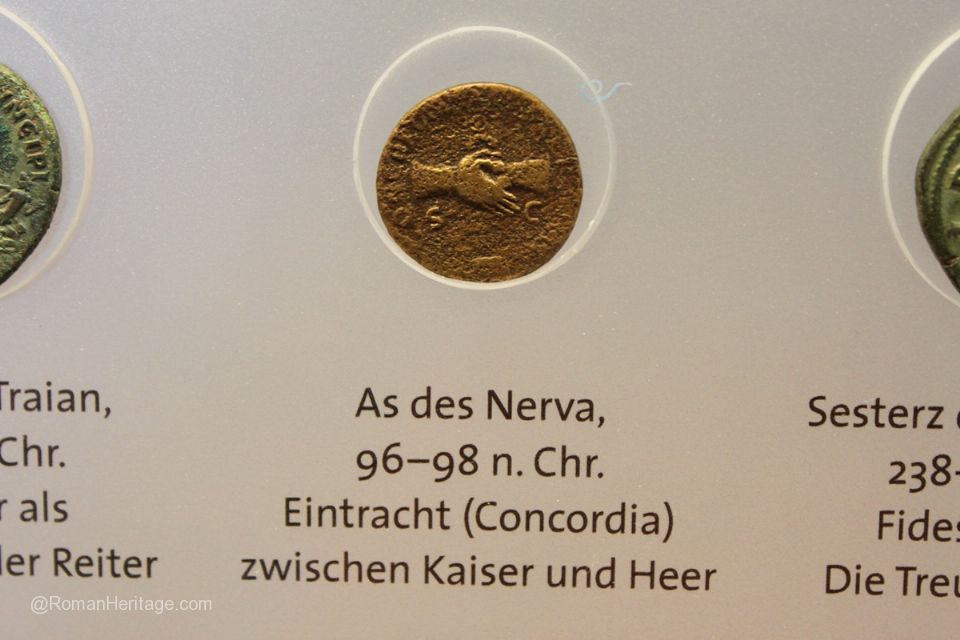 Traian,
Chr.
als
der Reiter
As des Nerva,
96–98 n. Chr.
Eintracht (Concordia)
zwischen Kaiser und Heer
Sesterz
238-
Fides
Die Treu
S C
@RomanHeritage.com